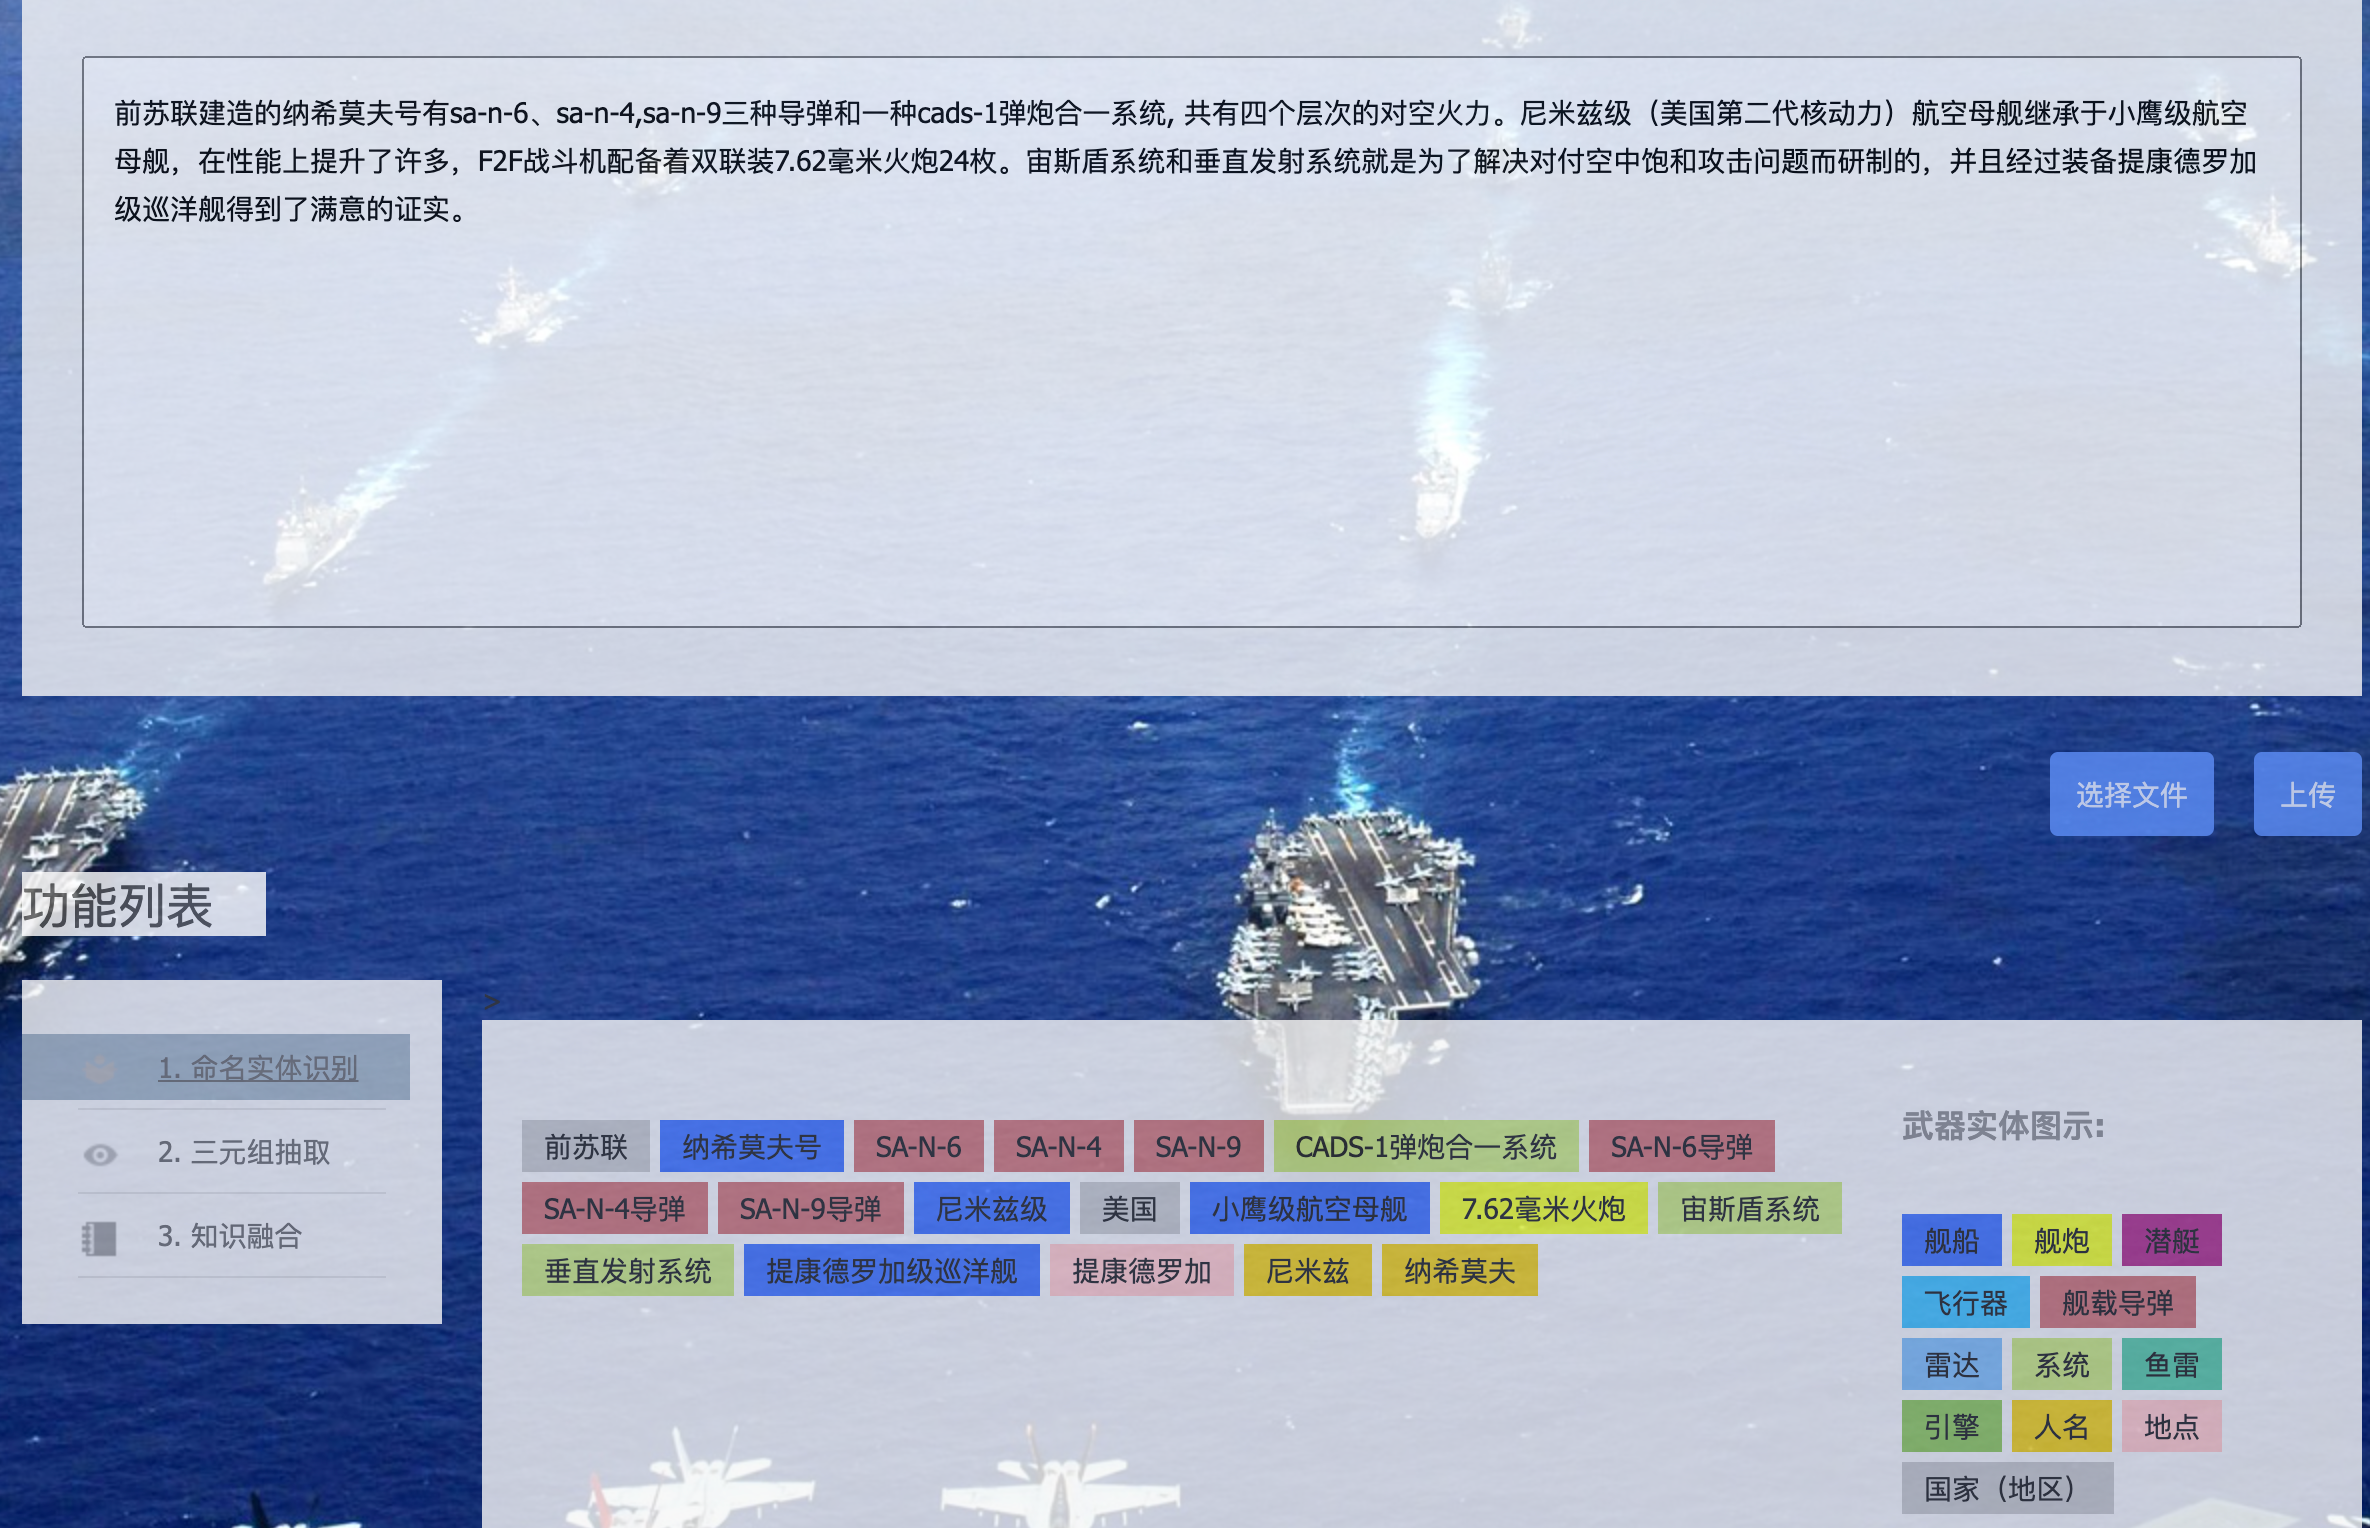 前苏联建造的纳希莫夫号有sa-n-6、sa-n-4,sa-n-9三种导弹和一种cads-1弹炮合一系统, 共有四个层次的对空火力。尼米兹级（美国第二代核动力）航空母舰继承于小鹰级航空
母舰，在性能上提升了许多，F2F战斗机配备着双联装7.62毫米火炮24枚。宙斯盾系统和垂直发射系统就是为了解决对付空中饱和攻击问题而研制的，并且经过装备提康德罗加
级巡洋舰得到了满意的证实。
选择文件 上传
功能列表
1. 命名实体识别
2. 三元组抽取
3. 知识融合
>
前苏联 纳希莫夫号 SA-N-6 SA-N-4 SA-N-9 CADS-1弹炮合一系统 SA-N-6导弹
SA-N-4导弹 SA-N-9导弹 尼米兹级 美国 小鹰级航空母舰 7.62毫米火炮 宙斯盾系统
垂直发射系统 提康德罗加级巡洋舰 提康德罗加 尼米兹 纳希莫夫
武器实体图示:
舰船 舰炮 潜艇
飞行器 舰载导弹
雷达 系统 鱼雷
引擎 人名 地点
国家（地区）